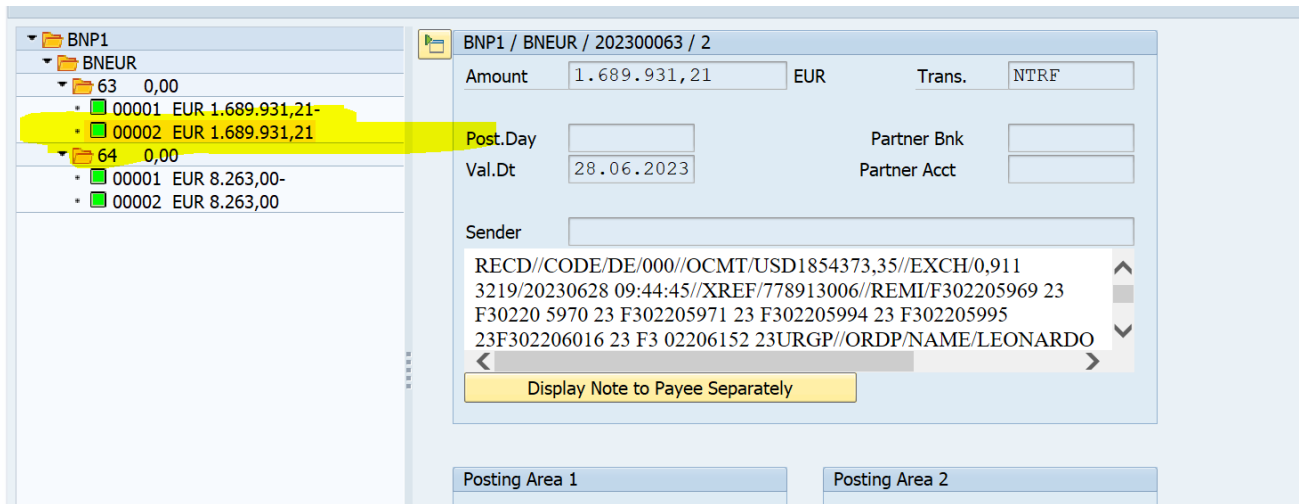 BNP1
BNEUR
63 0,00
00001 EUR 1.689.931,21-
00002 EUR 1.689.931,21
64 0,00
00001 EUR 8.263,00-
00002 EUR 8.263,00
BNP1 / BNEUR / 202300063 / 2
Amount 1.689.931,21 EUR Trans. NTRF
Post.Day Partner Bnk
Val.Dt 28.06.2023 Partner Acct
Sender
RECD//CODE/DE/000//OCMT/USD1854373,35//EXCH/0,911
3219/20230628 09:44:45//XREF/778913006//REMI/F302205969 23
F30220 5970 23 F302205971 23 F302205994 23 F302205995
23F302206016 23 F3 02206152 23URGP//ORDP/NAME/LEONARDO
Display Note to Payee Separately
Posting Area 1 Posting Area 2